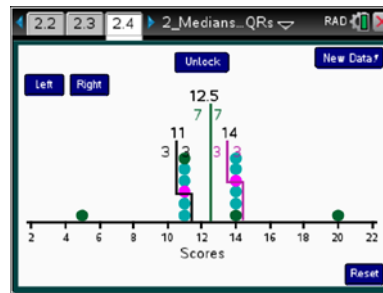 2.2 2.3 2.4 2_Medians...QRs RAD
Unlock
New Data
Left Right
12.5
7 7
11 14
3 3 3 3
2 4 6 8 10 12 14 16 18 20 22
Scores
Reset